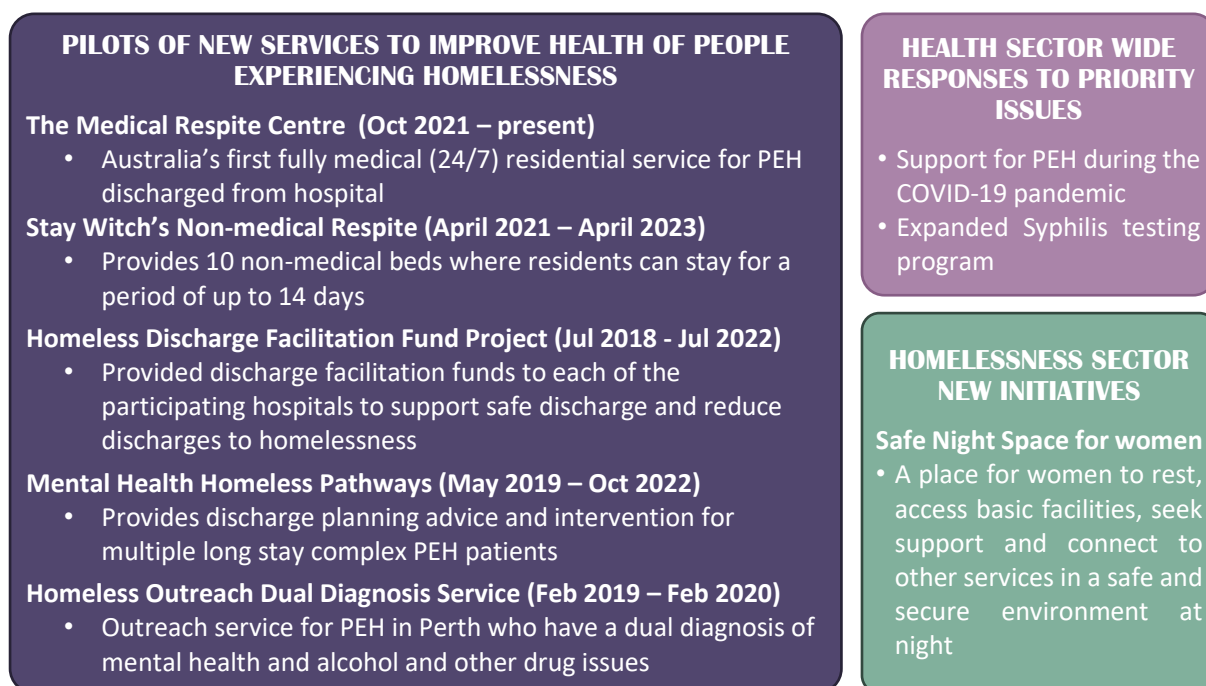 PILOTS OF NEW SERVICES TO IMPROVE HEALTH OF PEOPLE
EXPERIENCING HOMELESSNESS
The Medical Respite Centre (Oct 2021 – present)
• Australia's first fully medical (24/7) residential service for PEH
discharged from hospital
Stay Witch's Non-medical Respite (April 2021 – April 2023)
• Provides 10 non-medical beds where residents can stay for a
period of up to 14 days
Homeless Discharge Facilitation Fund Project (Jul 2018 - Jul 2022)
• Provided discharge facilitation funds to each of the
participating hospitals to support safe discharge and reduce
discharges to homelessness
Mental Health Homeless Pathways (May 2019 – Oct 2022)
• Provides discharge planning advice and intervention for
multiple long stay complex PEH patients
Homeless Outreach Dual Diagnosis Service (Feb 2019 – Feb 2020)
• Outreach service for PEH in Perth who have a dual diagnosis of
mental health and alcohol and other drug issues
HEALTH SECTOR WIDE
RESPONSES TO PRIORITY
ISSUES
• Support for PEH during the
COVID-19 pandemic
• Expanded Syphilis testing
program
HOMELESSNESS SECTOR
NEW INITIATIVES
Safe Night Space for women
• A place for women to rest,
access basic facilities, seek
support and connect to
other services in a safe and
secure environment at
night